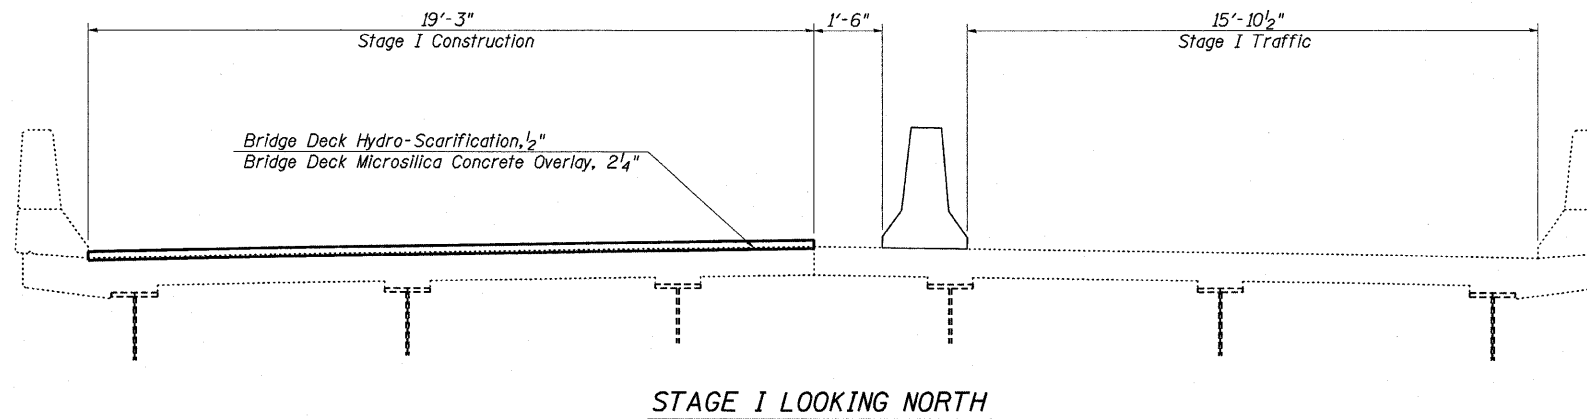 19'-3" 1'-6" 15'-10½"
Stage I Construction Stage I Traffic
Bridge Deck Hydro-Scarification, ½"
Bridge Deck Microsilica Concrete Overlay, 2¼"
STAGE I LOOKING NORTH